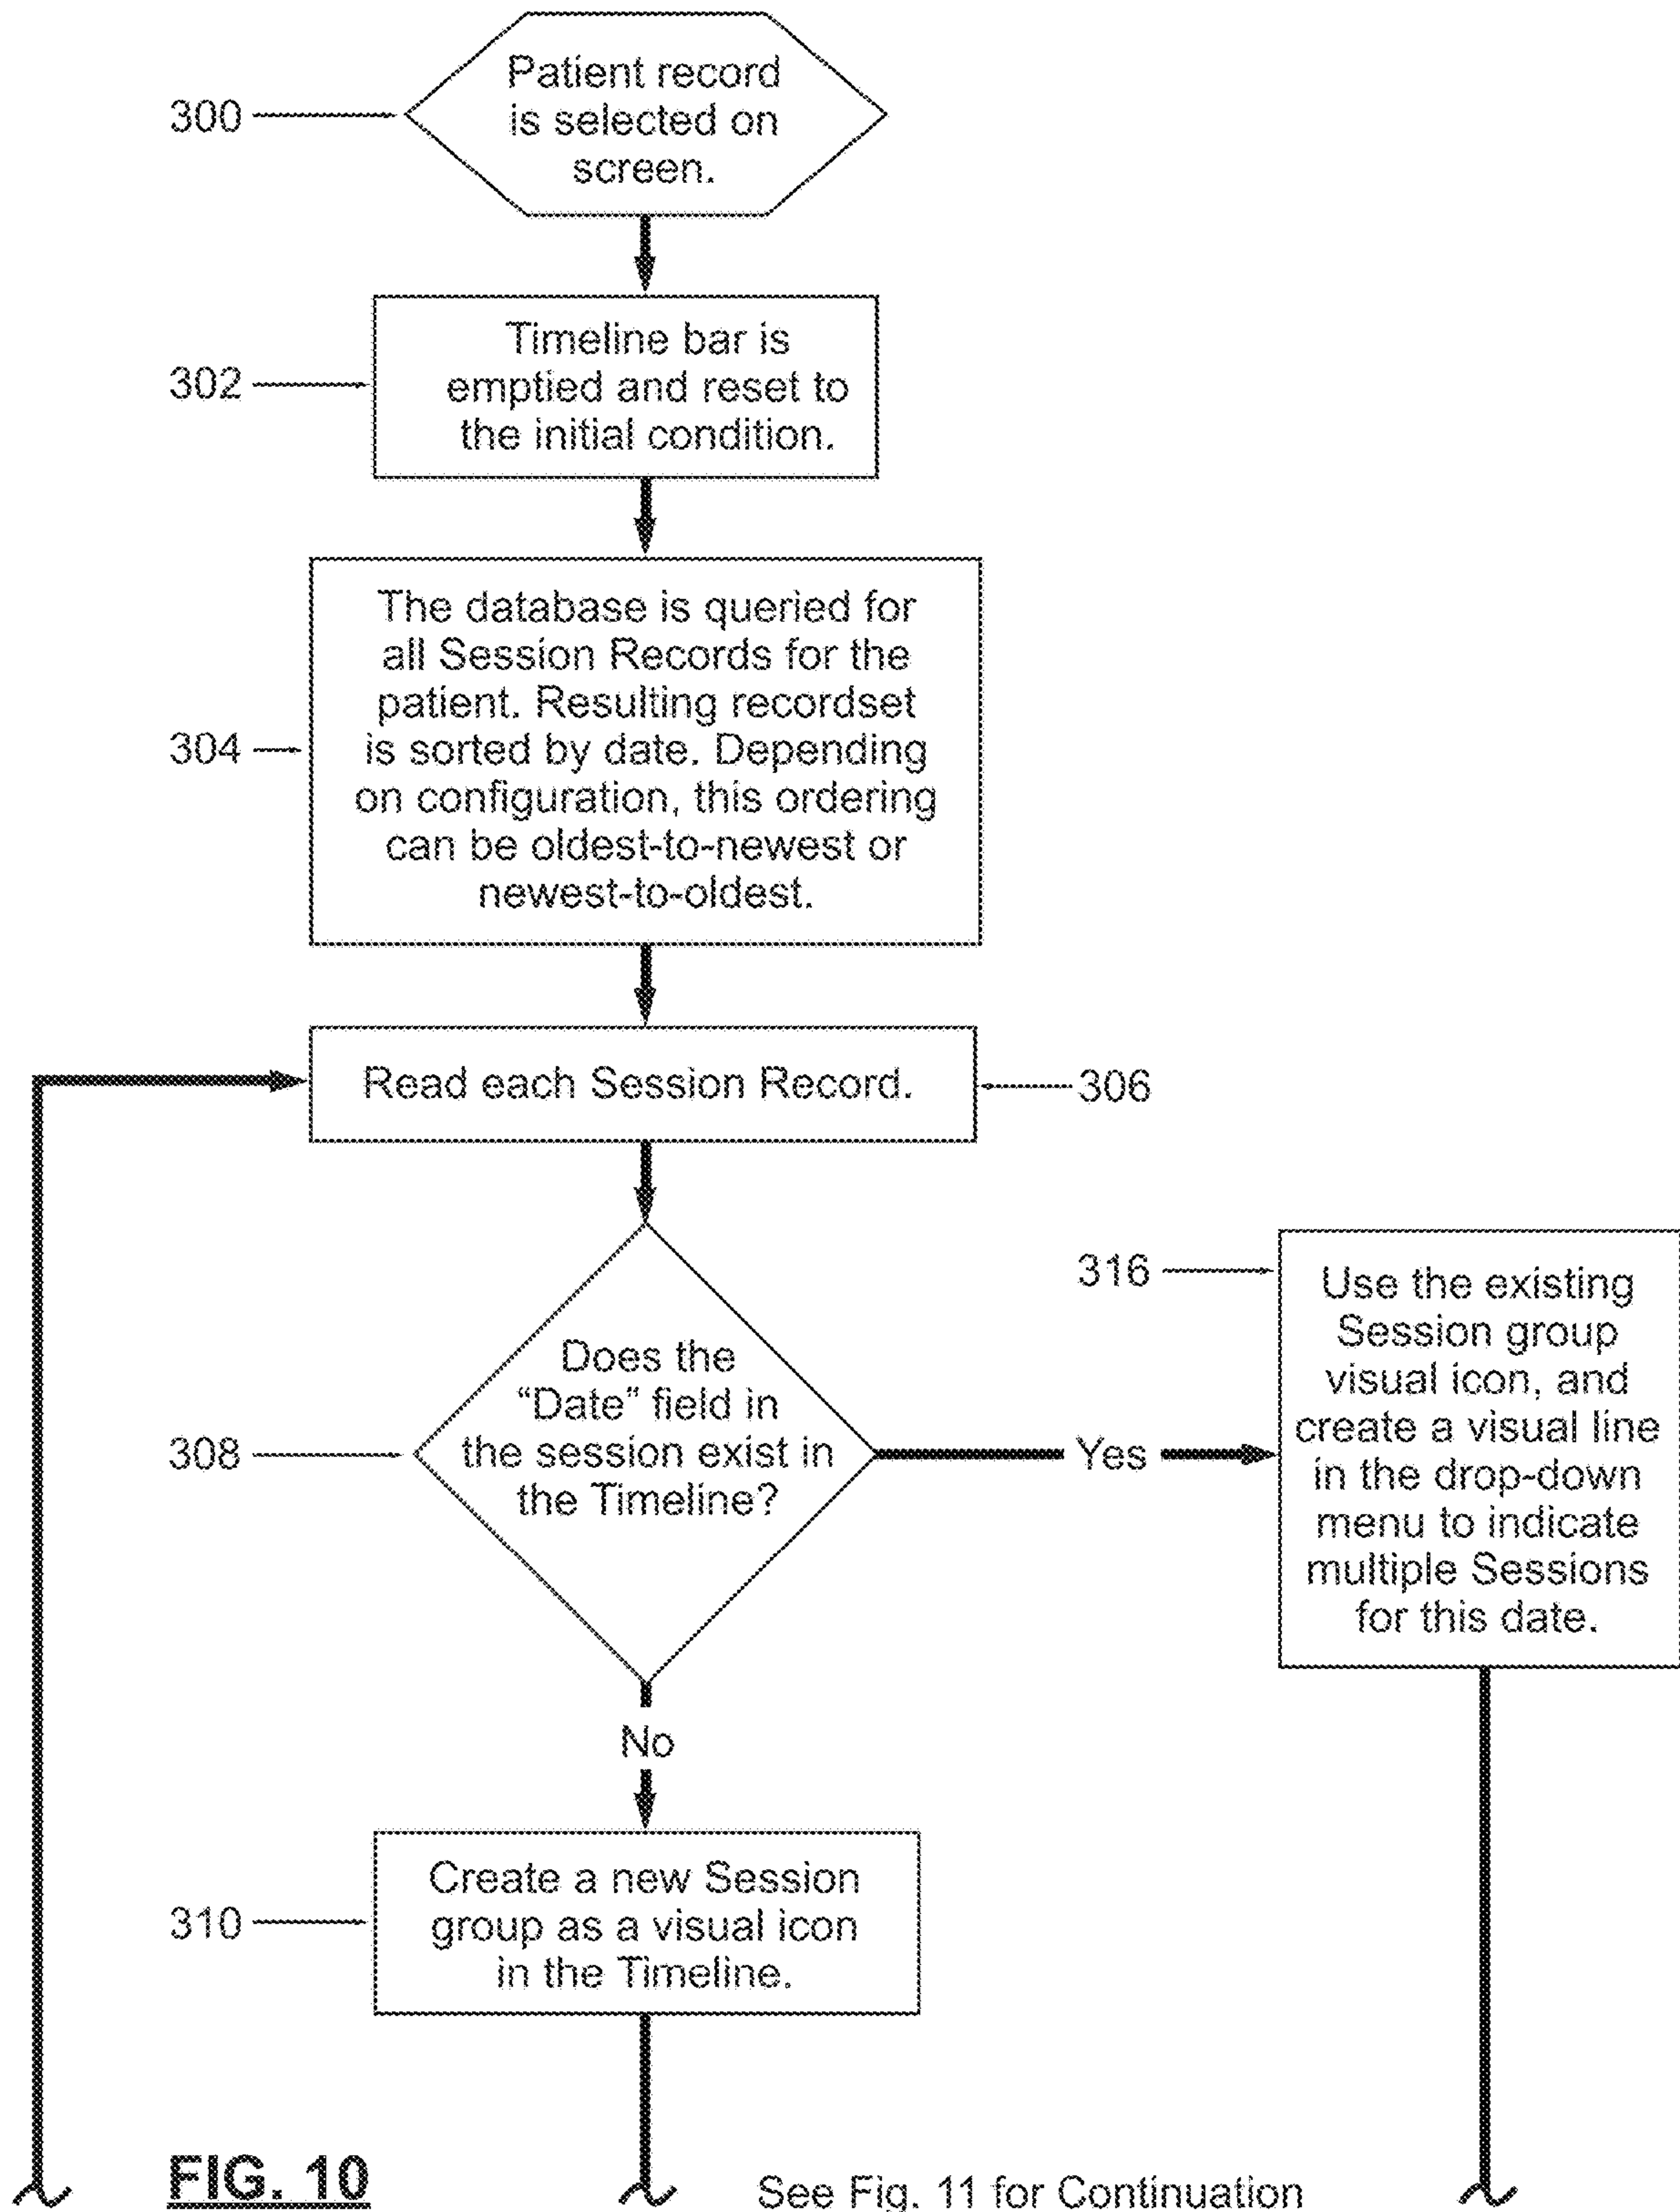 300
Patient record
is selected on
screen.
302
Timeline bar is
emptied and reset to
the initial condition.
304
The database is queried for
all Session Records for the
patient. Resulting recordset
is sorted by date. Depending
on configuration, this ordering
can be oldest-to-newest or
newest-to-oldest.
Read each Session Record.
306
308
Does the
“Date” field in
the session exist in
the Timeline?
Yes
316
Use the existing
Session group
visual icon, and
create a visual line
in the drop-down
menu to indicate
multiple Sessions
for this date.
No
310
Create a new Session
group as a visual icon
in the Timeline.
FIG. 10
See Fig. 11 for Continuation